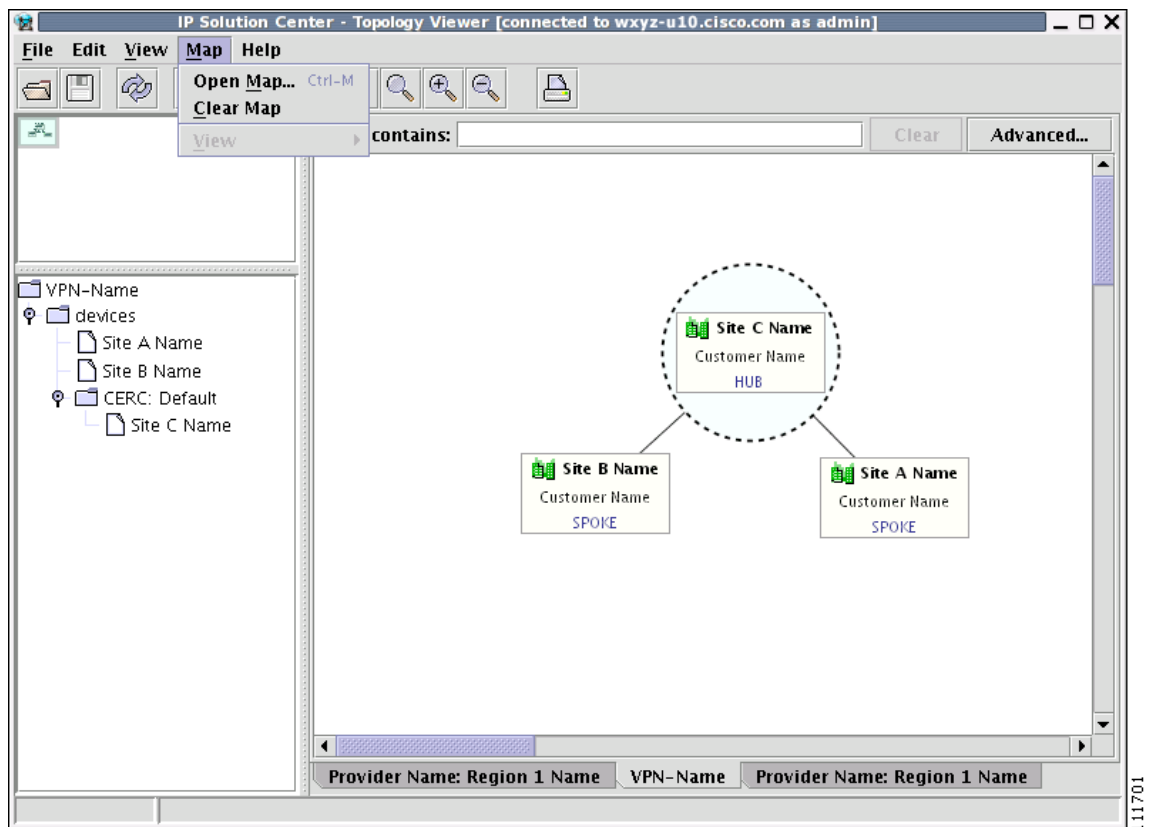 IP Solution Center - Topology Viewer [connected to wxyz-u10.cisco.com as admin]
File Edit View Map Help
Open Map... Ctrl-M
Clear Map
View
contains:
Clear
Advanced...
VPN-Name
devices
Site A Name
Site B Name
CERC: Default
Site C Name
Site C Name
Customer Name
HUB
Site B Name
Customer Name
SPOKE
Site A Name
Customer Name
SPOKE
Provider Name: Region 1 Name VPN-Name Provider Name: Region 1 Name